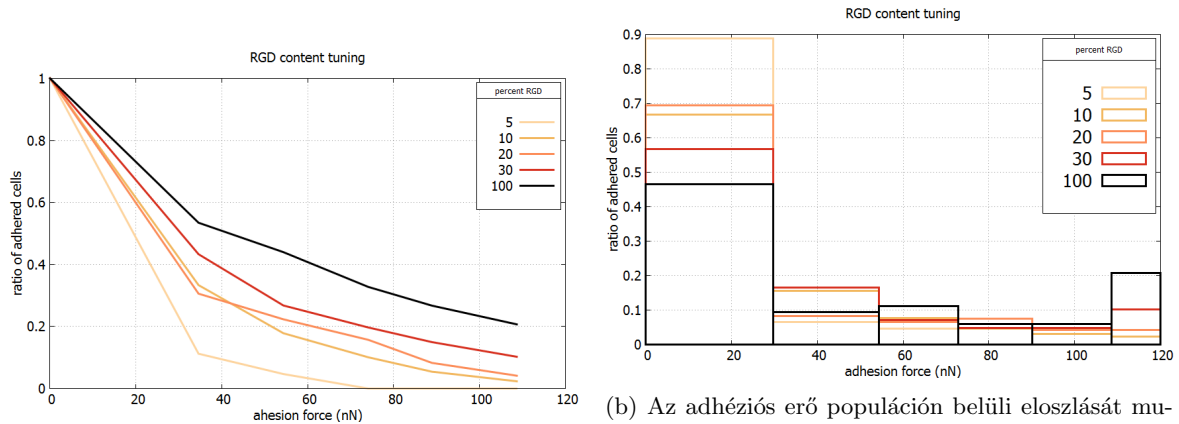 RGD content tuning
ratio of adhered cells
1
0.8
0.6
0.4
0.2
0
0 20 40 60 80 100 120
ahesion force (nN)
percent RGD
5
10
20
30
100
RGD content tuning
ratio of adhered cells
0.9
0.8
0.7
0.6
0.5
0.4
0.3
0.2
0.1
0
0 20 40 60 80 100 120
adhesion force (nN)
percent RGD
5
10
20
30
100
(b) Az adhéziós erő populáción belüli eloszlását mu-